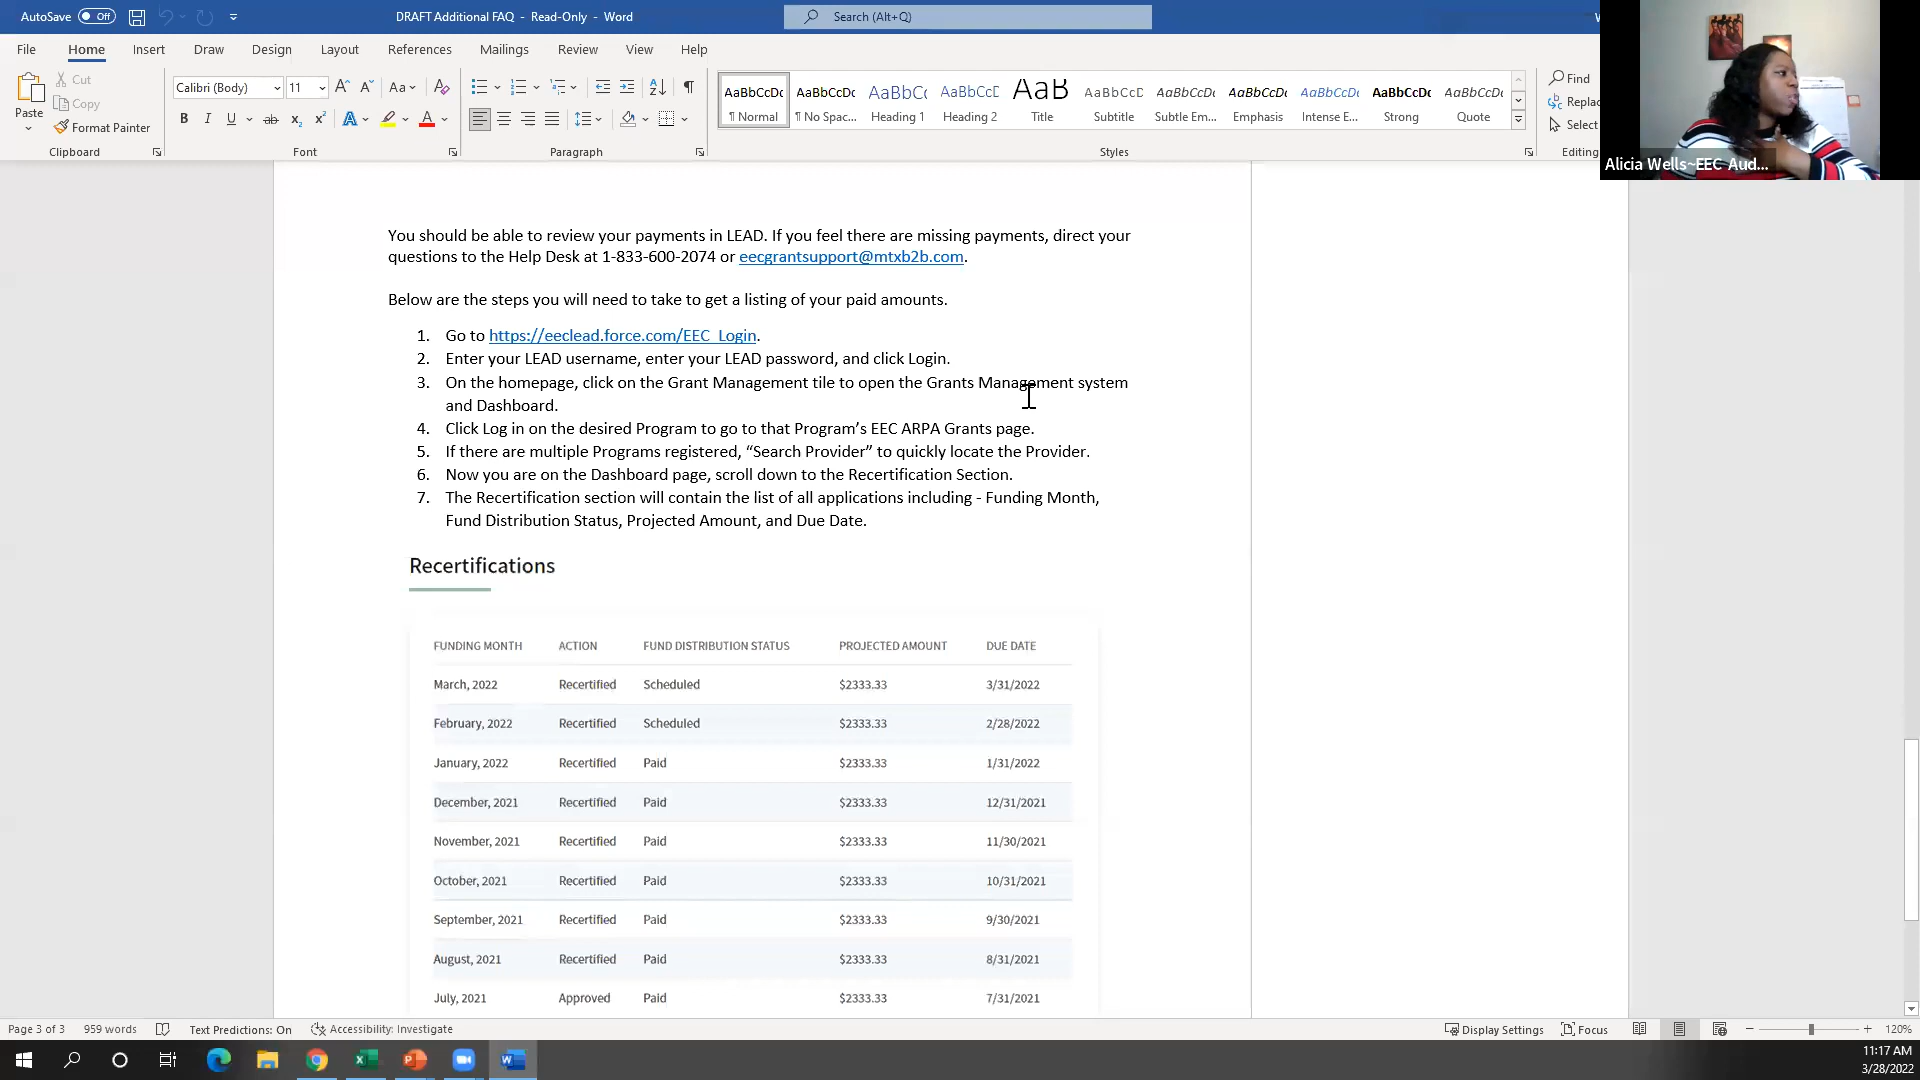 AutoSave Off DRAFT Additional FAQ - Read-Only - Word Search (Alt+Q)
File Home Insert Draw Design Layout References Mailings Review View Help
Paste Cut Copy Format Painter
Calibri (Body) 11
AaBbCcDc AaBbCcDc AaBbCc AaBbCcD AaB AaBbCcD AaBbCcDc AaBbCcDc AaBbCcDc AaBbCcDc AaBbCcDc
¶ Normal ¶ No Spac... Heading 1 Heading 2 Title Subtitle Subtle Em... Emphasis Intense E... Strong Quote
Find
Replac
Select
Clipboard Font Paragraph Styles Editing
Alicia Wells~EEC Aud...
You should be able to review your payments in LEAD. If you feel there are missing payments, direct your
questions to the Help Desk at 1-833-600-2074 or eecgrantsupport@mtxb2b.com.
Below are the steps you will need to take to get a listing of your paid amounts.
1. Go to https://eeclead.force.com/EEC_Login.
2. Enter your LEAD username, enter your LEAD password, and click Login.
3. On the homepage, click on the Grant Management tile to open the Grants Management system
and Dashboard.
4. Click Log in on the desired Program to go to that Program’s EEC ARPA Grants page.
5. If there are multiple Programs registered, “Search Provider” to quickly locate the Provider.
6. Now you are on the Dashboard page, scroll down to the Recertification Section.
7. The Recertification section will contain the list of all applications including - Funding Month,
Fund Distribution Status, Projected Amount, and Due Date.
Recertifications
FUNDING MONTH ACTION FUND DISTRIBUTION STATUS PROJECTED AMOUNT DUE DATE
March, 2022 Recertified Scheduled $2333.33 3/31/2022
February, 2022 Recertified Scheduled $2333.33 2/28/2022
January, 2022 Recertified Paid $2333.33 1/31/2022
December, 2021 Recertified Paid $2333.33 12/31/2021
November, 2021 Recertified Paid $2333.33 11/30/2021
October, 2021 Recertified Paid $2333.33 10/31/2021
September, 2021 Recertified Paid $2333.33 9/30/2021
August, 2021 Recertified Paid $2333.33 8/31/2021
July, 2021 Approved Paid $2333.33 7/31/2021
Page 3 of 3 959 words Text Predictions: On Accessibility: Investigate Display Settings Focus 120%
11:17 AM
3/28/2022